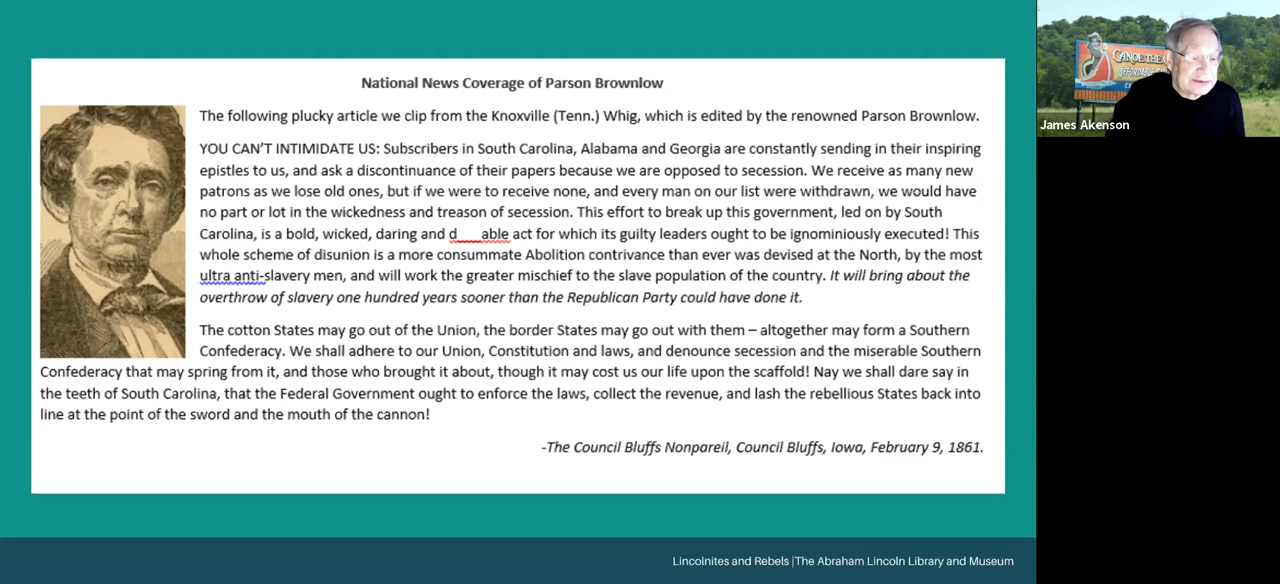 National News Coverage of Parson Brownlow
The following plucky article we clip from the Knoxville (Tenn.) Whig, which is edited by the renowned Parson Brownlow.
YOU CAN'T INTIMIDATE US: Subscribers in South Carolina, Alabama and Georgia are constantly sending in their inspiring
epistles to us, and ask a discontinuance of their papers because we are opposed to secession. We receive as many new
patrons as we lose old ones, but if we were to receive none, and every man on our list were withdrawn, we would have
no part or lot in the wickedness and treason of secession. This effort to break up this government, led on by South
Carolina, is a bold, wicked, daring and d___able act for which its guilty leaders ought to be ignominiously executed! This
whole scheme of disunion is a more consummate Abolition contrivance than ever was devised at the North, by the most
ultra anti-slavery men, and will work the greater mischief to the slave population of the country. It will bring about the
overthrow of slavery one hundred years sooner than the Republican Party could have done it.
The cotton States may go out of the Union, the border States may go out with them – altogether may form a Southern
Confederacy. We shall adhere to our Union, Constitution and laws, and denounce secession and the miserable Southern
Confederacy that may spring from it, and those who brought it about, though it may cost us our life upon the scaffold! Nay we shall dare say in
the teeth of South Carolina, that the Federal Government ought to enforce the laws, collect the revenue, and lash the rebellious States back into
line at the point of the sword and the mouth of the cannon!
-The Council Bluffs Nonpareil, Council Bluffs, Iowa, February 9, 1861.
Lincolnites and Rebels |The Abraham Lincoln Library and Museum
CANOE THE
AFFORDABLE
James Akenson